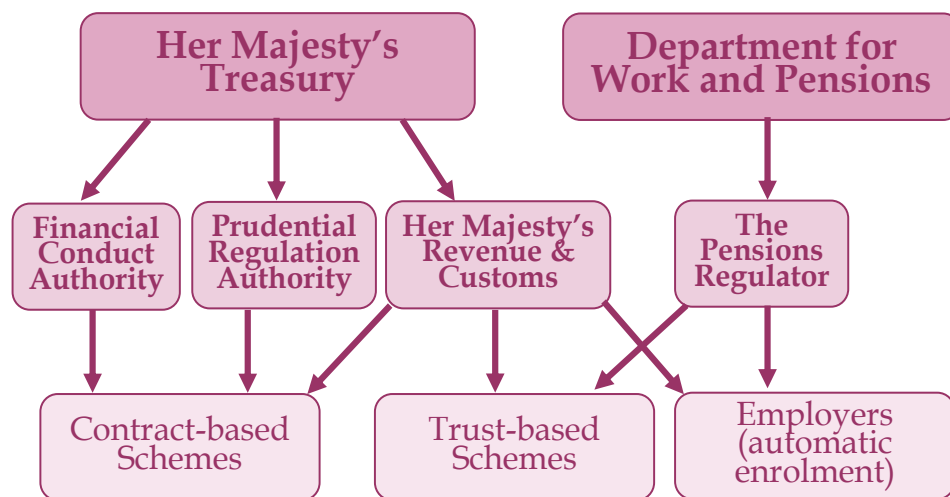 Her Majesty’s
Treasury
Department for
Work and Pensions
Financial
Conduct
Authority
Prudential
Regulation
Authority
Her Majesty’s
Revenue &
Customs
The
Pensions
Regulator
Contract-based
Schemes
Trust-based
Schemes
Employers
(automatic
enrolment)